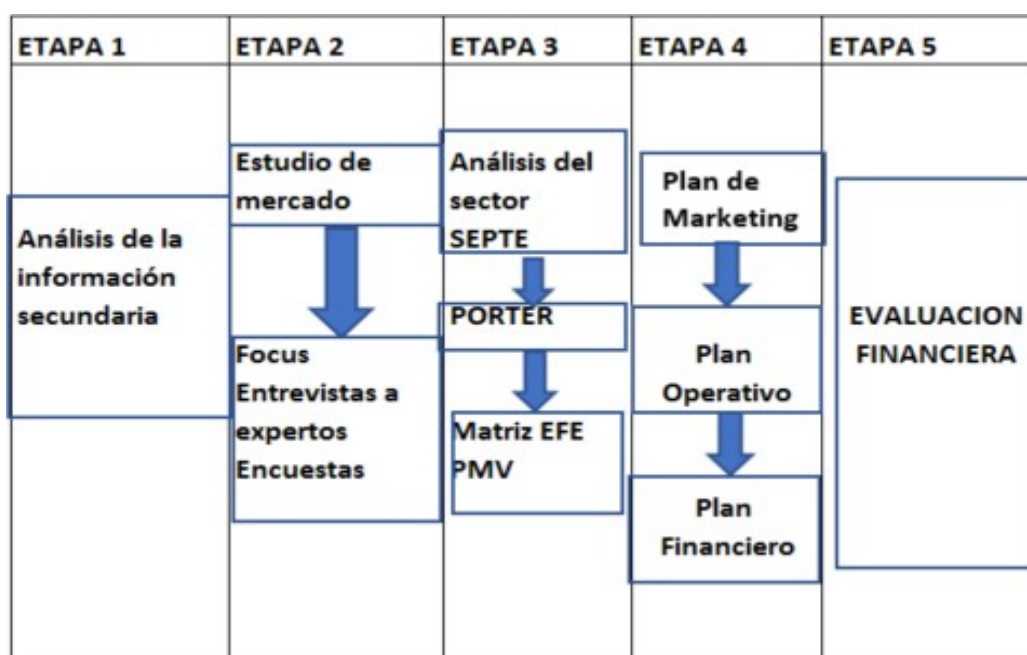 ETAPA 1
ETAPA 2
ETAPA 3
ETAPA 4
ETAPA 5
Análisis de la
información
secundaria
Estudio de
mercado
Focus
Entrevistas a
expertos
Encuestas
Análisis del
sector
SEPTE
PORTER
Matriz EFE
PMV
Plan de
Marketing
Plan
Operativo
Plan
Financiero
EVALUACION
FINANCIERA